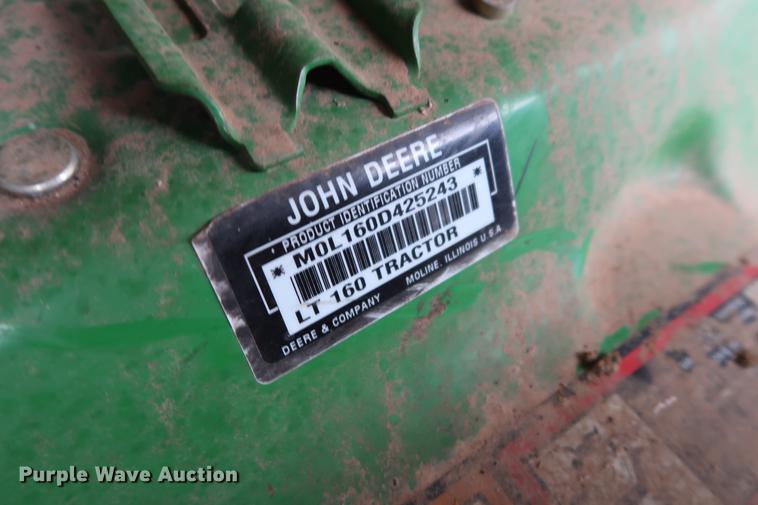 JOHN DEERE
PRODUCT IDENTIFICATION NUMBER
* M0L160D425243 *
LT 160 TRACTOR
DEERE & COMPANY MOLINE, ILLINOIS U S A
Purple Wave Auction